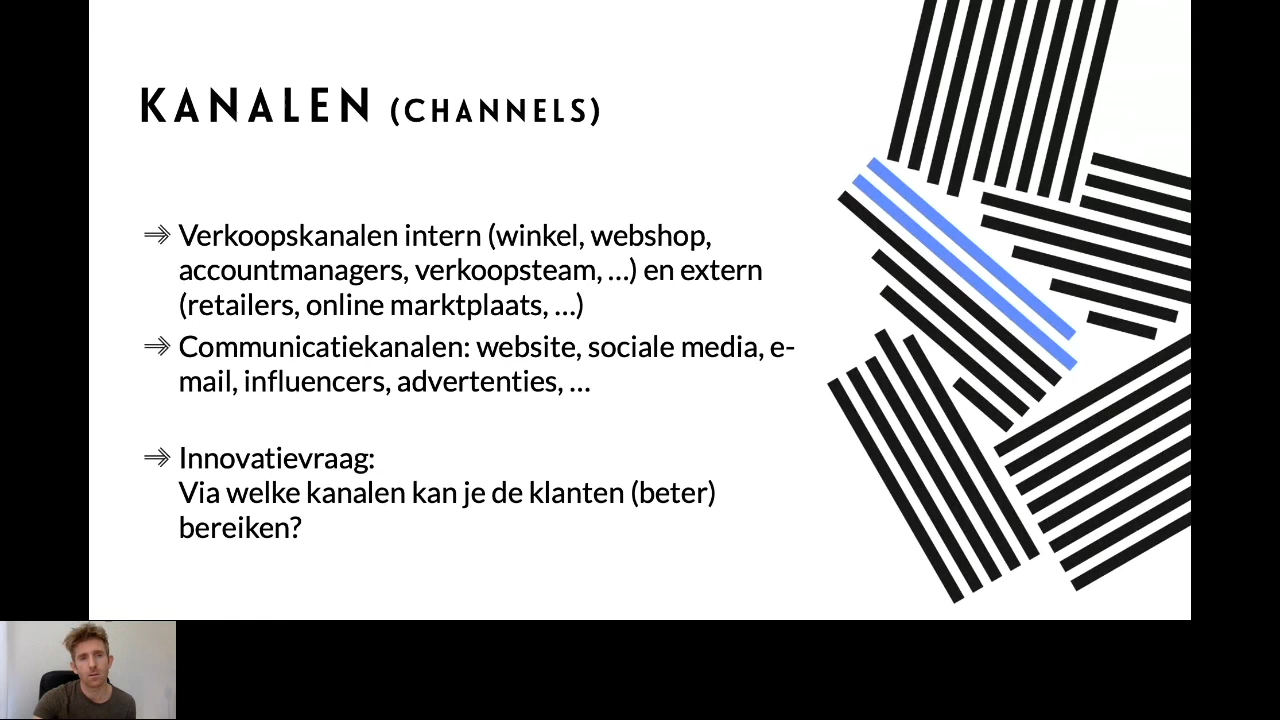 KANALEN (CHANNELS)
⇒ Verkoopskanalen intern (winkel, webshop,
accountmanagers, verkoopsteam, …) en extern
(retailers, online marktplaats, …)
⇒ Communicatiekanalen: website, sociale media, e-
mail, influencers, advertenties, …
⇒ Innovatievraag:
Via welke kanalen kan je de klanten (beter)
bereiken?